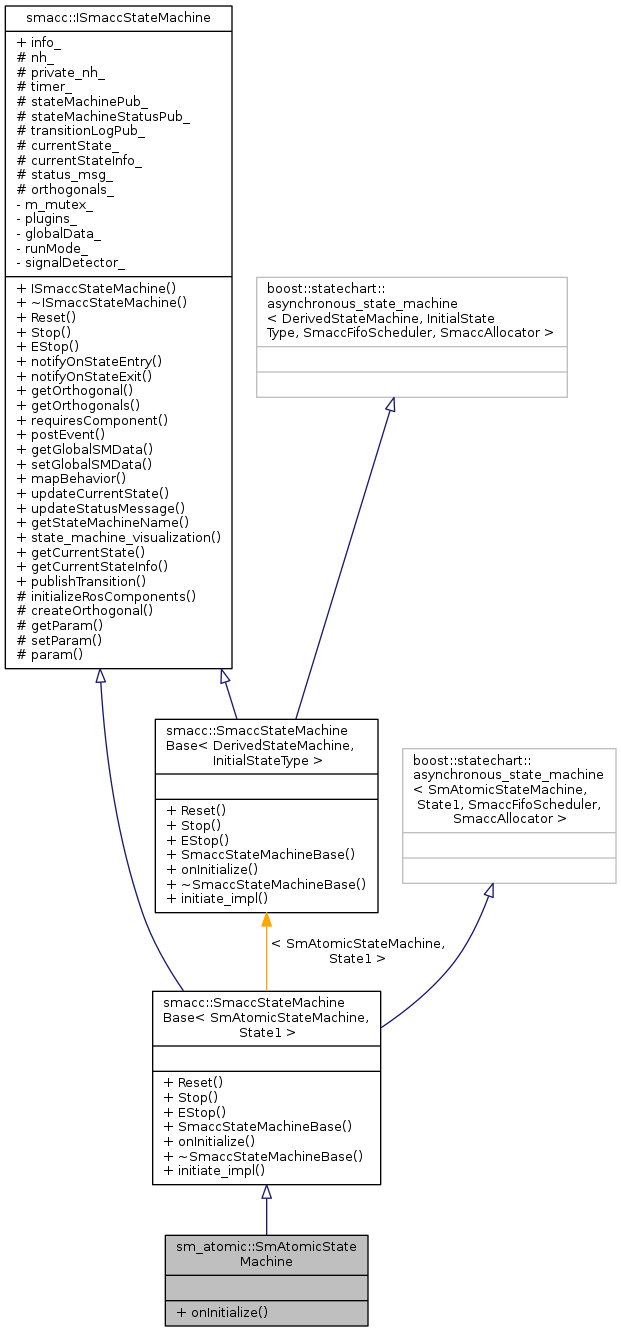 smacc::ISmaccStateMachine
+ info_
# nh_
# private_nh_
# timer_
# stateMachinePub_
# stateMachineStatusPub_
# transitionLogPub_
# currentState_
# currentStateInfo_
# status_msg_
# orthogonals_
- m_mutex_
- plugins_
- globalData_
- runMode_
- signalDetector_
+ ISmaccStateMachine()
+ ~ISmaccStateMachine()
+ Reset()
+ Stop()
+ EStop()
+ notifyOnStateEntry()
+ notifyOnStateExit()
+ getOrthogonal()
+ getOrthogonals()
+ requiresComponent()
+ postEvent()
+ getGlobalSMData()
+ setGlobalSMData()
+ mapBehavior()
+ updateCurrentState()
+ updateStatusMessage()
+ getStateMachineName()
+ state_machine_visualization()
+ getCurrentState()
+ getCurrentStateInfo()
+ publishTransition()
# initializeRosComponents()
# createOrthogonal()
# getParam()
# setParam()
# param()
boost::statechart::
asynchronous_state_machine
< DerivedStateMachine, InitialState
Type, SmaccFifoScheduler, SmaccAllocator >
smacc::SmaccStateMachine
Base< DerivedStateMachine,
InitialStateType >
+ Reset()
+ Stop()
+ EStop()
+ SmaccStateMachineBase()
+ onInitialize()
+ ~SmaccStateMachineBase()
+ initiate_impl()
boost::statechart::
asynchronous_state_machine
< SmAtomicStateMachine,
State1, SmaccFifoScheduler,
SmaccAllocator >
< SmAtomicStateMachine,
State1 >
smacc::SmaccStateMachine
Base< SmAtomicStateMachine,
State1 >
+ Reset()
+ Stop()
+ EStop()
+ SmaccStateMachineBase()
+ onInitialize()
+ ~SmaccStateMachineBase()
+ initiate_impl()
sm_atomic::SmAtomicState
Machine
+ onInitialize()